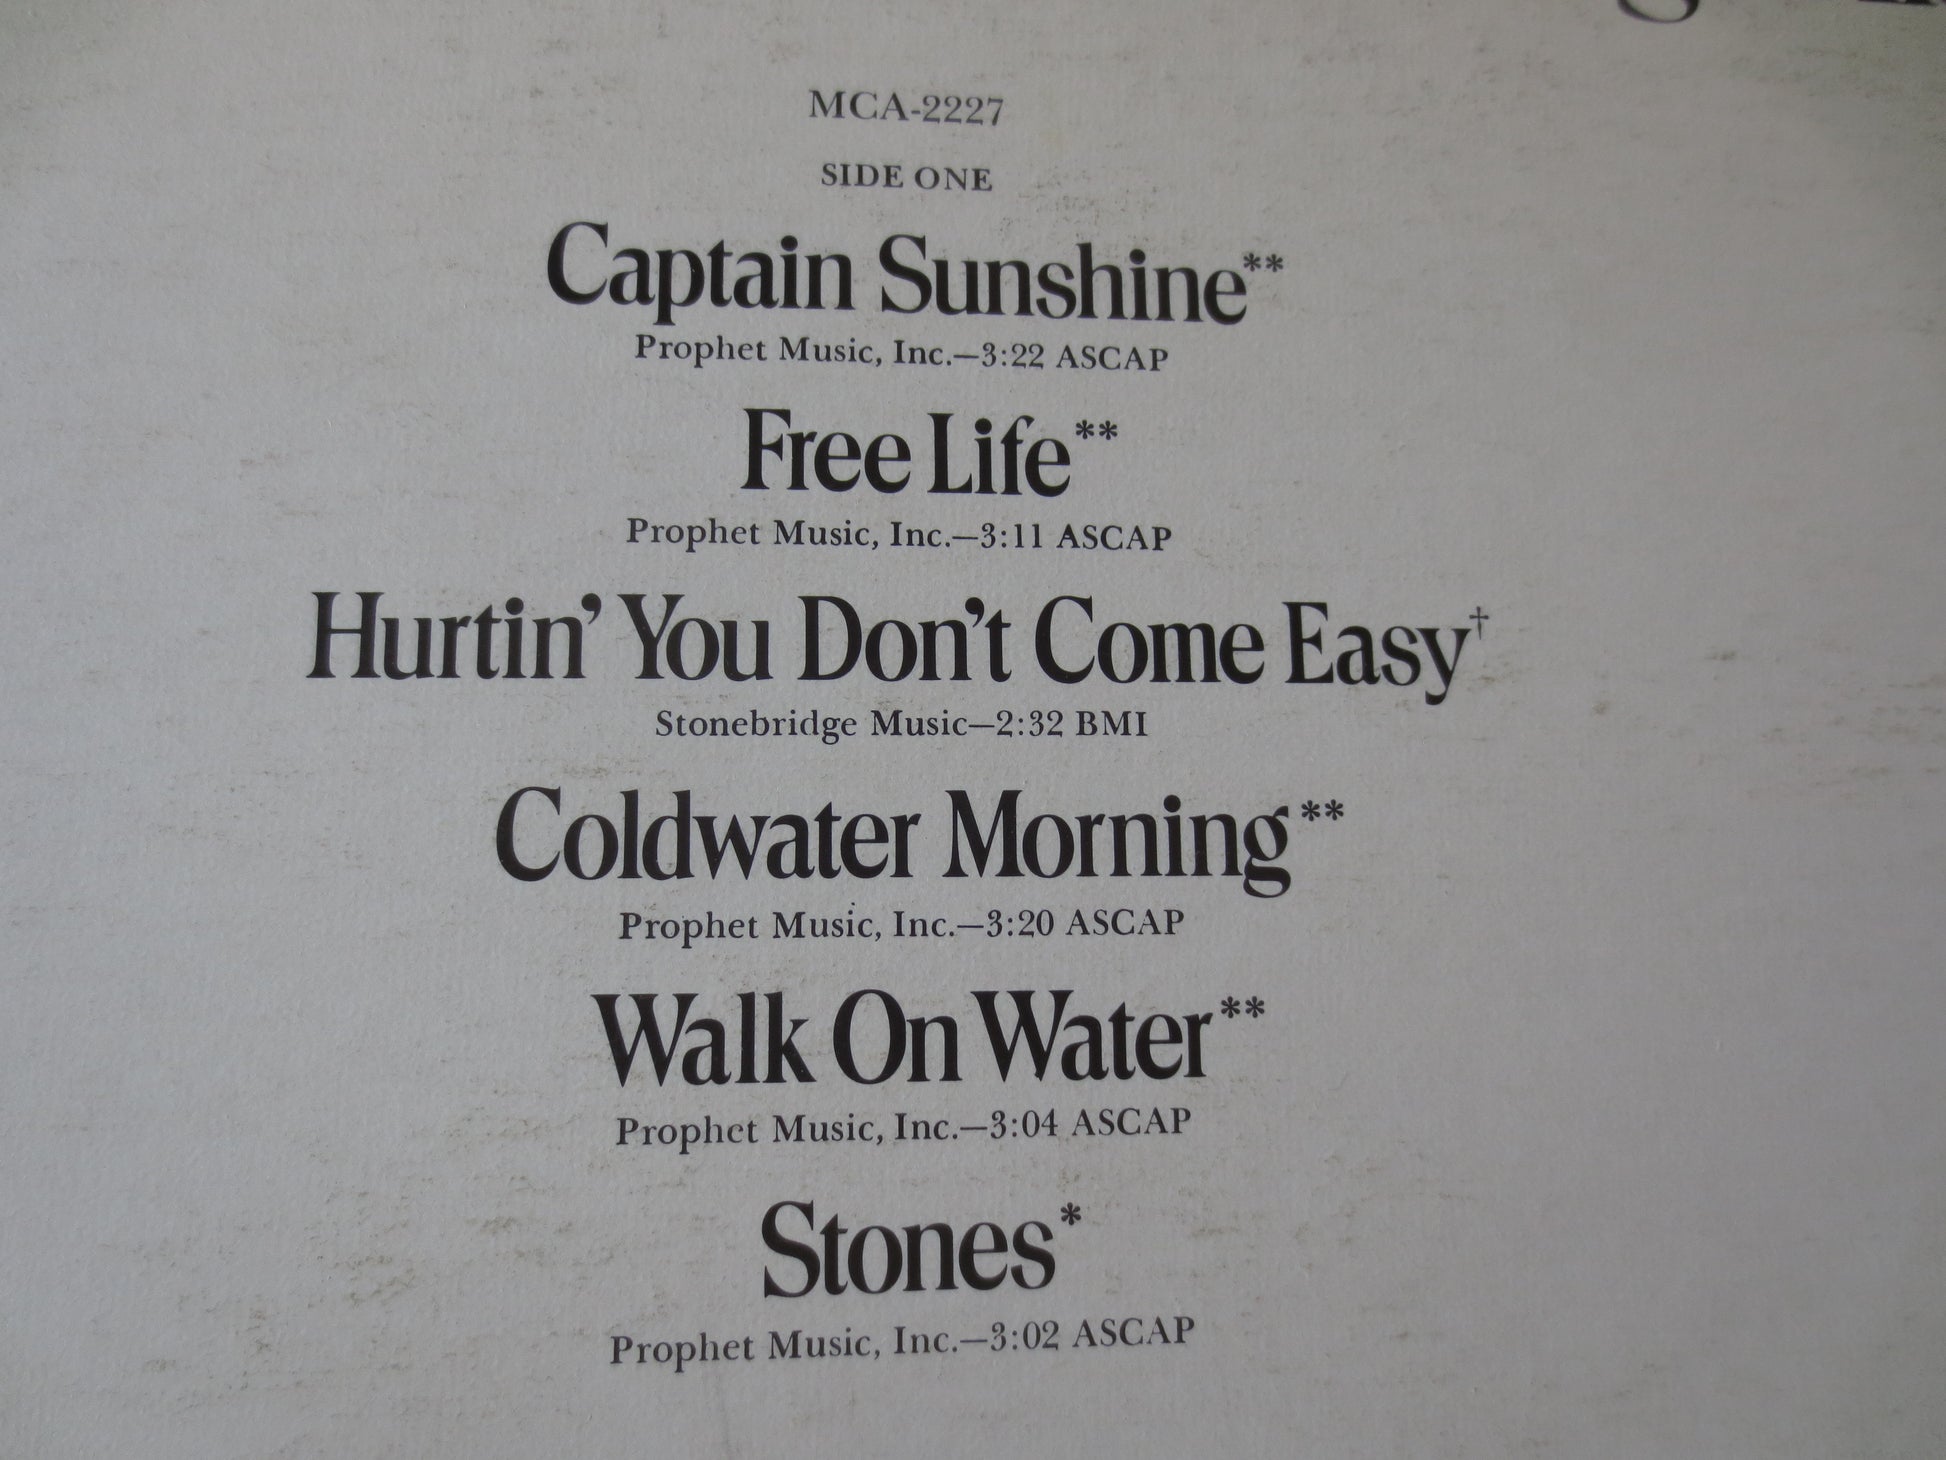 MCA-2227
SIDE ONE
Captain Sunshine**
Prophet Music, Inc.—3:22 ASCAP
Free Life**
Prophet Music, Inc.—3:11 ASCAP
Hurtin’ You Don’t Come Easy†
Stonebridge Music—2:32 BMI
Coldwater Morning**
Prophet Music, Inc.—3:20 ASCAP
Walk On Water**
Prophet Music, Inc.—3:04 ASCAP
Stones*
Prophet Music, Inc.—3:02 ASCAP